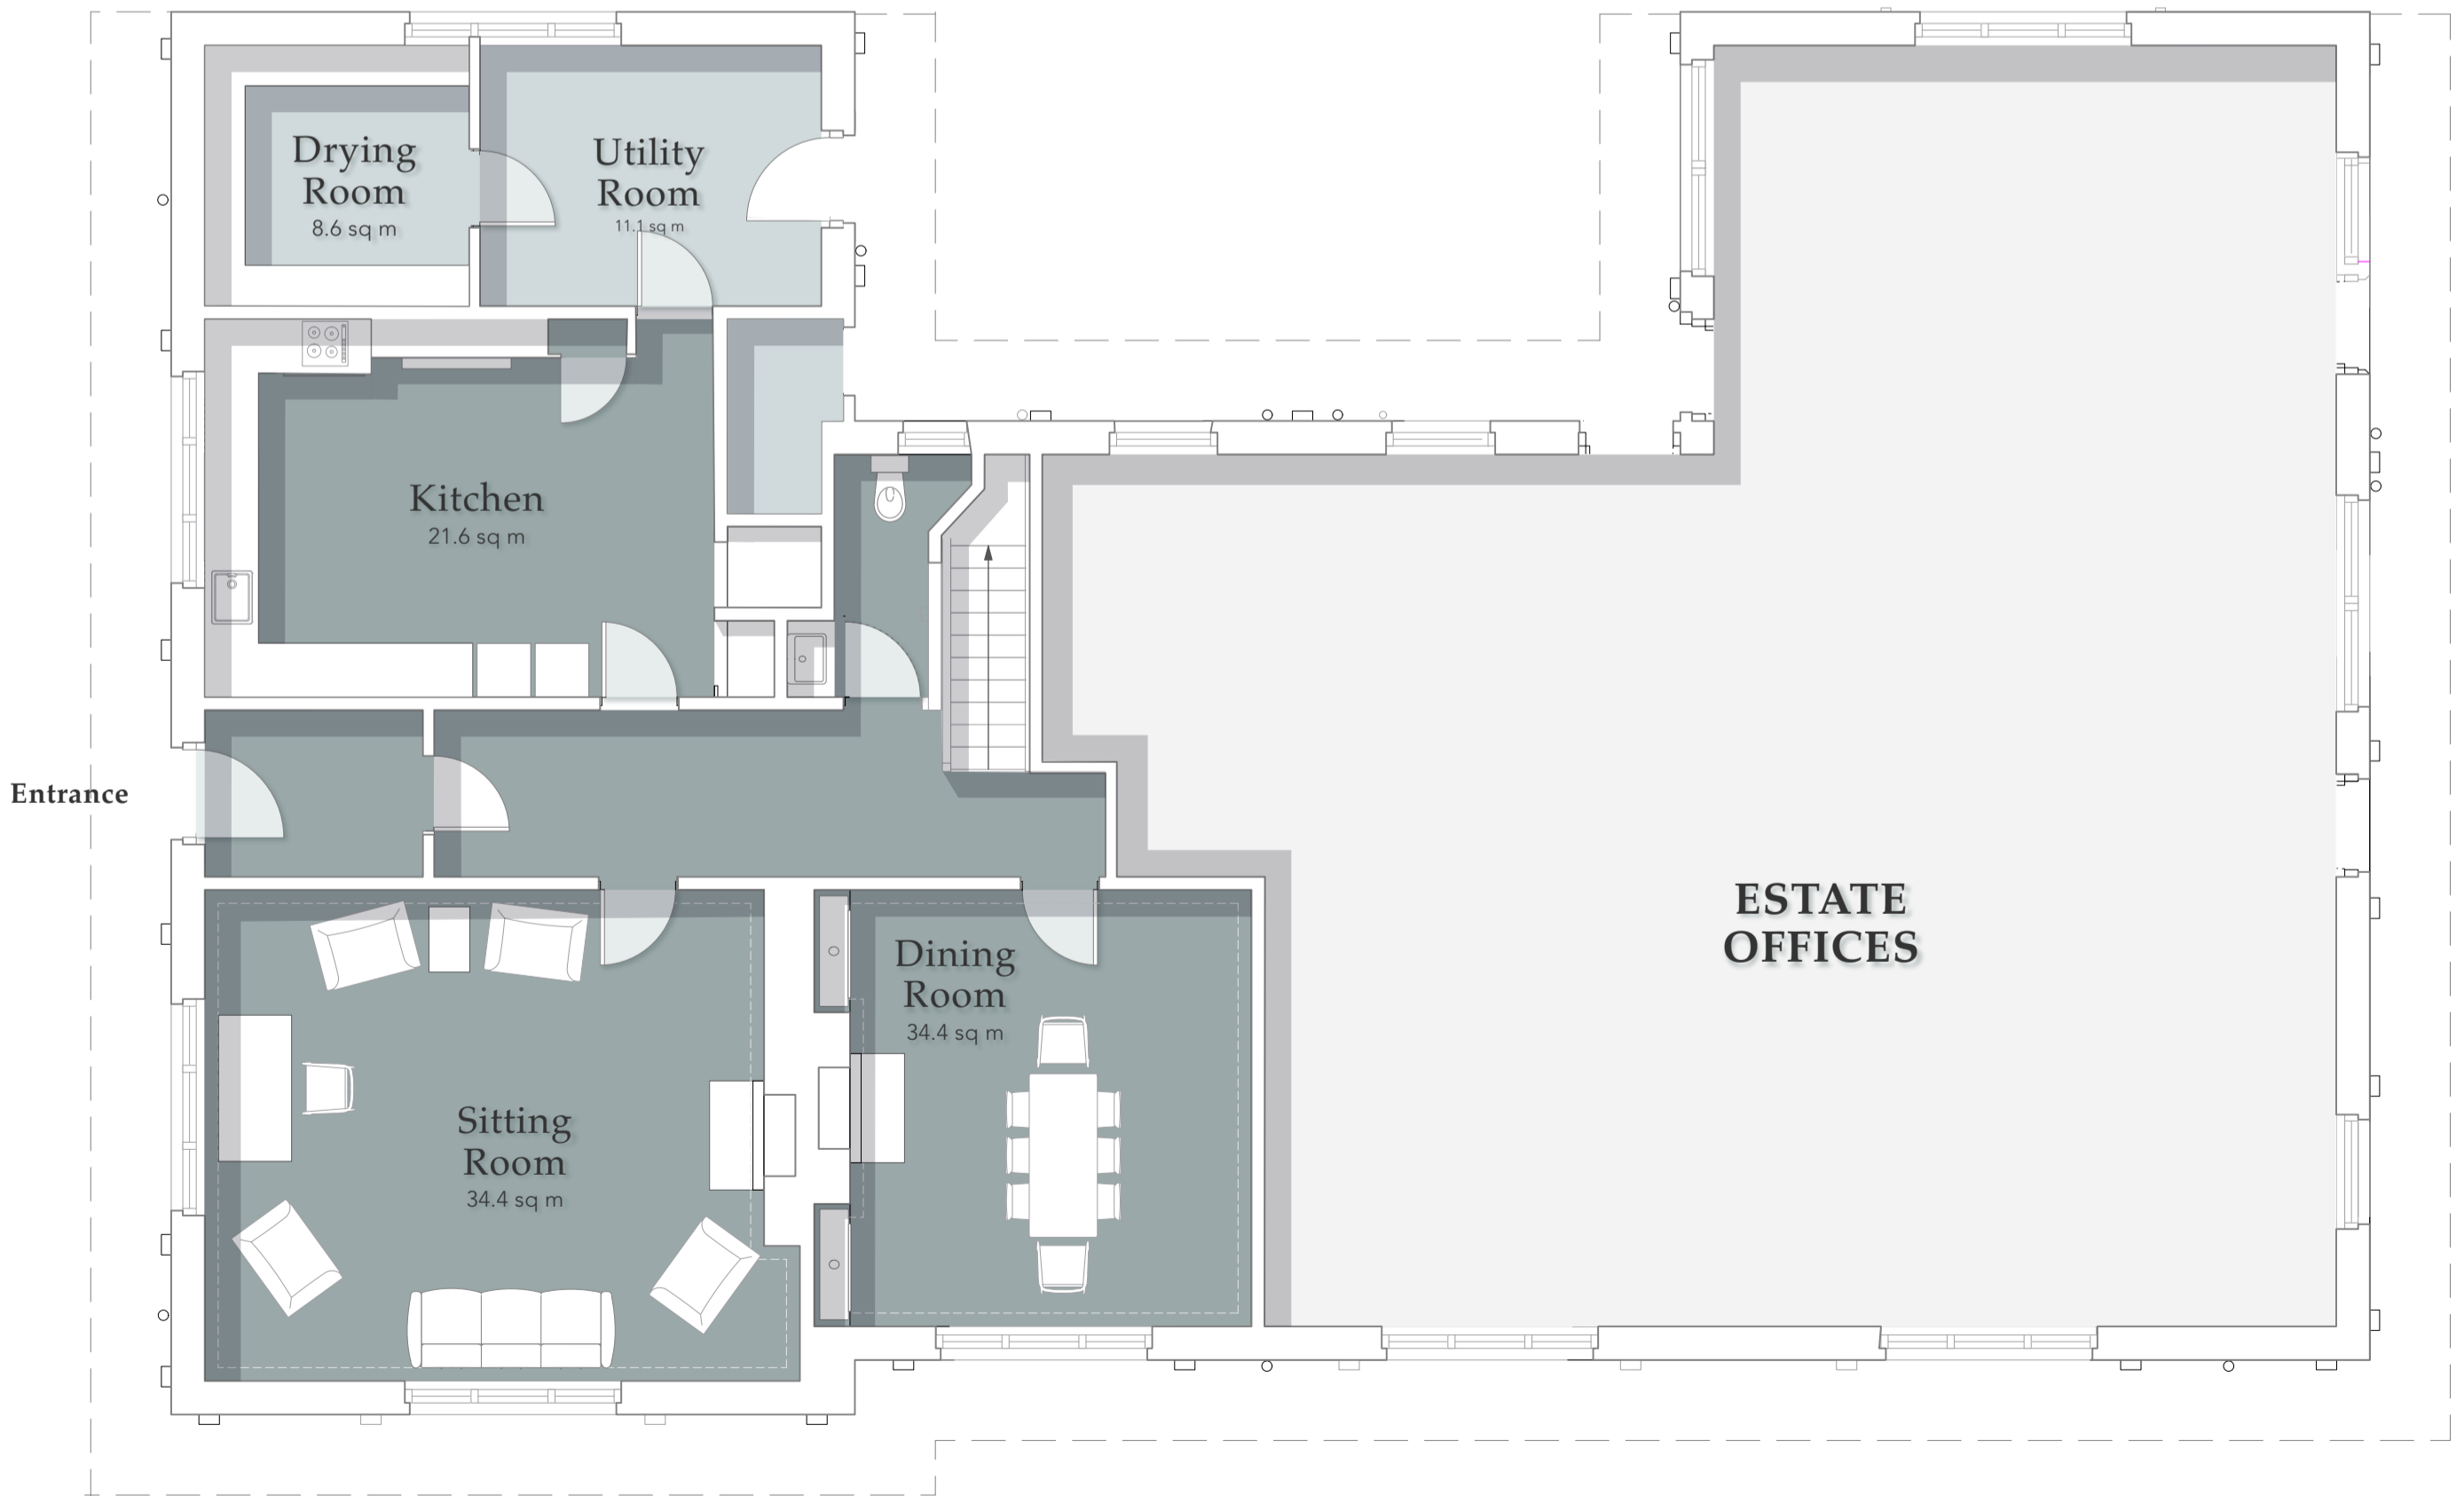 Drying
Room
8.6 sq m
Utility
Room
11.1 sq m
Kitchen
21.6 sq m
Entrance
ESTATE
OFFICES
Dining
Room
34.4 sq m
Sitting
Room
34.4 sq m